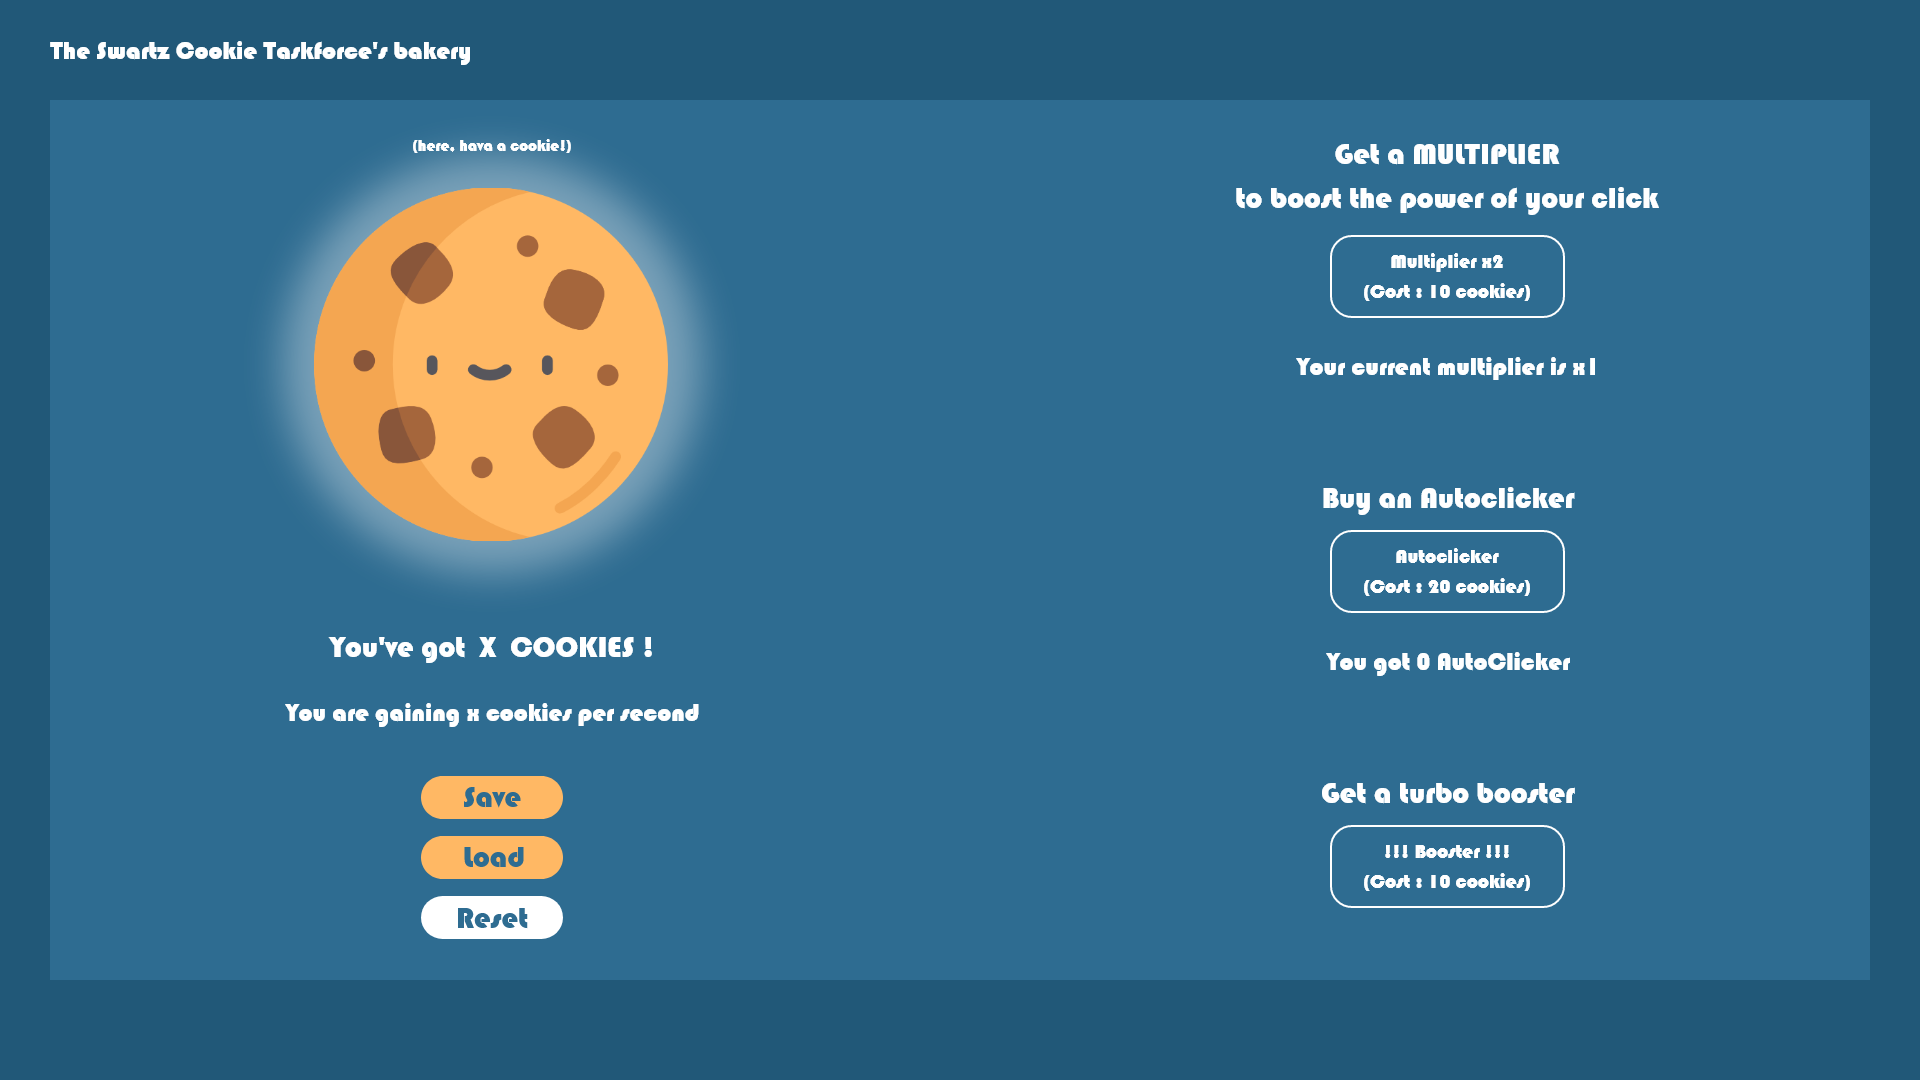 The Swartz Cookie Taskforce's bakery
(here, hava a cookie!)
You've got X COOKIES !
You are gaining x cookies per second
Save
Load
Reset
Get a MULTIPLIER
to boost the power of your click
Multiplier x2
(Cost : 10 cookies)
Your current multiplier is x1
Buy an Autoclicker
Autoclicker
(Cost : 20 cookies)
You got 0 AutoClicker
Get a turbo booster
!!! Booster !!!
(Cost : 10 cookies)